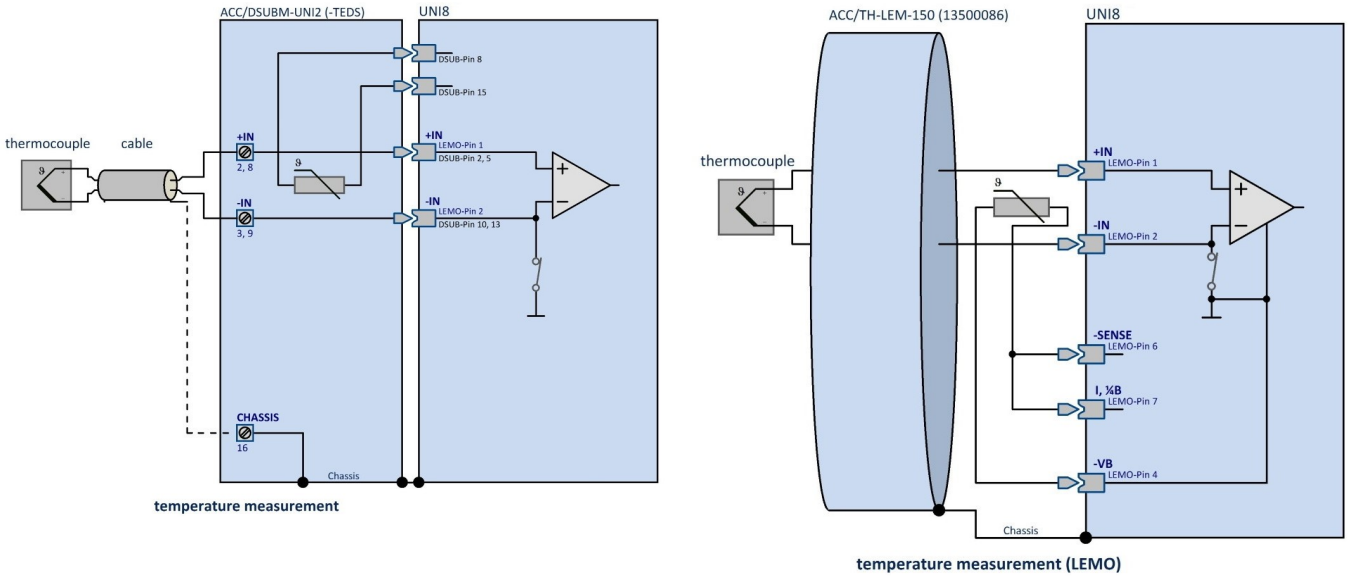 ACC/DSUBM-UNI2 (-TEDS)
UNI8
DSUB-Pin 8
DSUB-Pin 15
thermocouple
cable
ϑ
+
-
+IN
2, 8
ϑ
+IN
LEMO-Pin 1
DSUB-Pin 2, 5
-IN
3, 9
-IN
LEMO-Pin 2
DSUB-Pin 10, 13
+
−
CHASSIS
16
Chassis
temperature measurement
ACC/TH-LEM-150 (13500086)
UNI8
thermocouple
ϑ
+
-
+IN
LEMO-Pin 1
ϑ
-IN
LEMO-Pin 2
+
−
-SENSE
LEMO-Pin 6
I, ¼B
LEMO-Pin 7
-VB
LEMO-Pin 4
Chassis
temperature measurement (LEMO)